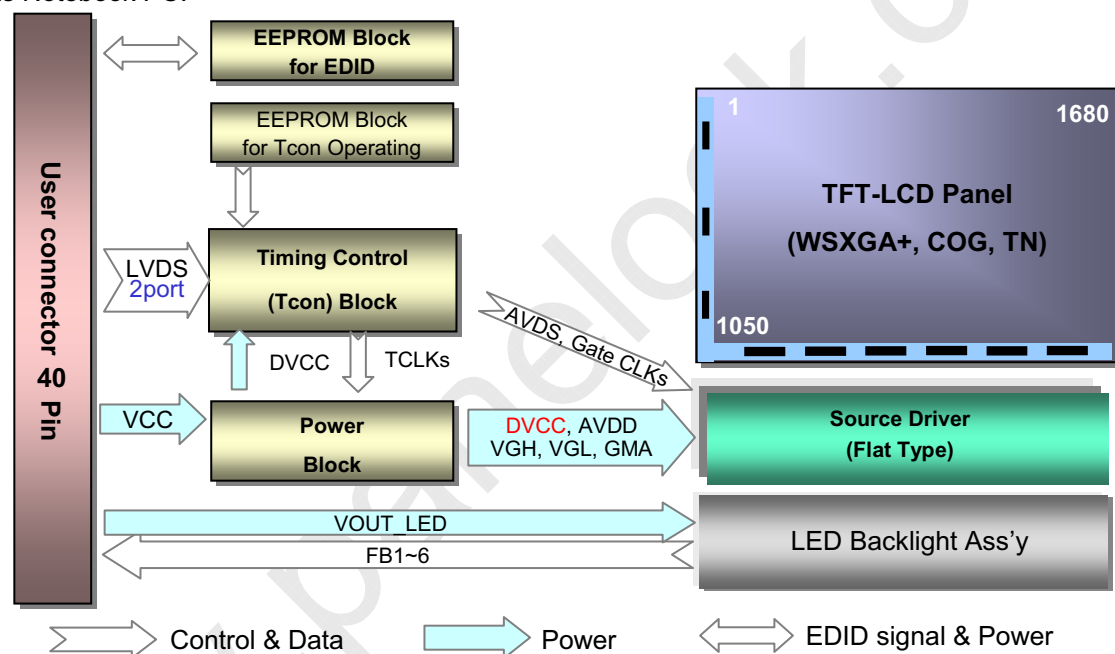 EEPROM Block
for EDID
EEPROM Block
for Tcon Operating
User connector 40 Pin
LVDS
2port
Timing Control
(Tcon) Block
DVCC
TCLKs
AVDS, Gate CLKs
VCC
Power
Block
DVCC, AVDD
VGH, VGL, GMA
1
1680
TFT-LCD Panel
(WSXGA+, COG, TN)
1050
Source Driver
(Flat Type)
VOUT_LED
FB1~6
LED Backlight Ass’y
Control & Data
Power
EDID signal & Power